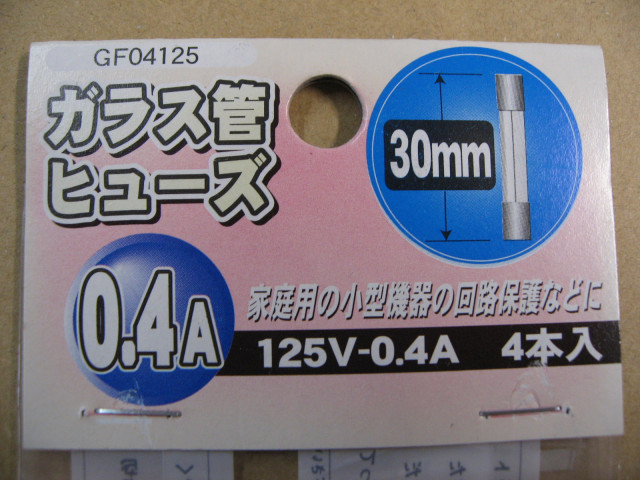 GF04125
ガラス管
ヒューズ
30mm
0.4A
家庭用の小型機器の回路保護などに
125V-0.4A 4本入